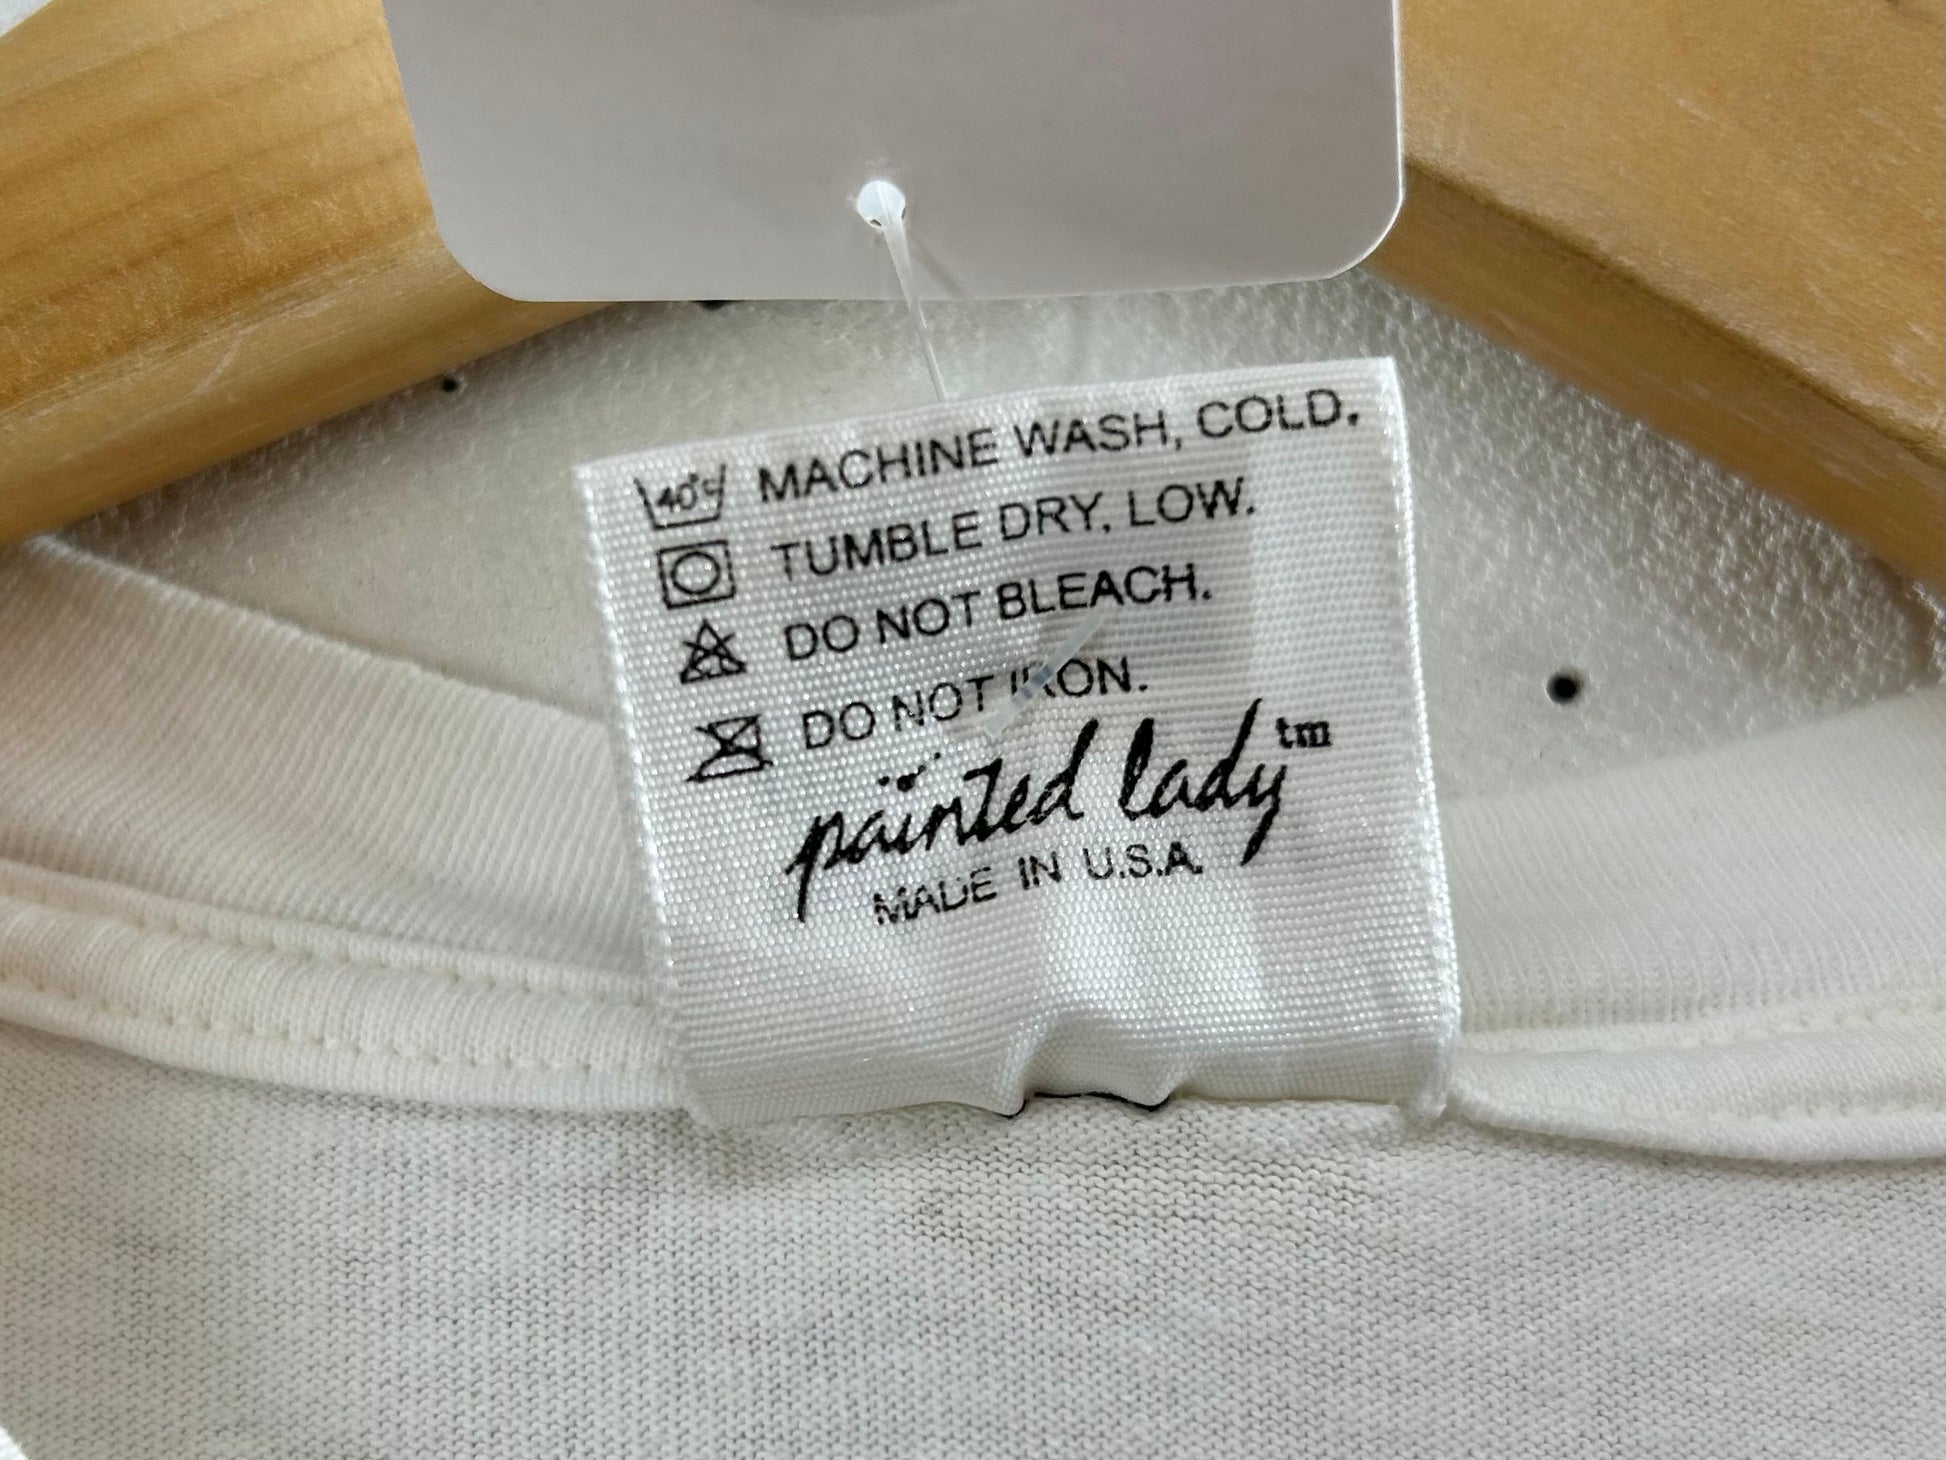 40°c MACHINE WASH, COLD.
TUMBLE DRY, LOW.
DO NOT BLEACH.
DO NOT IRON.
painted lady tm
MADE IN U.S.A.